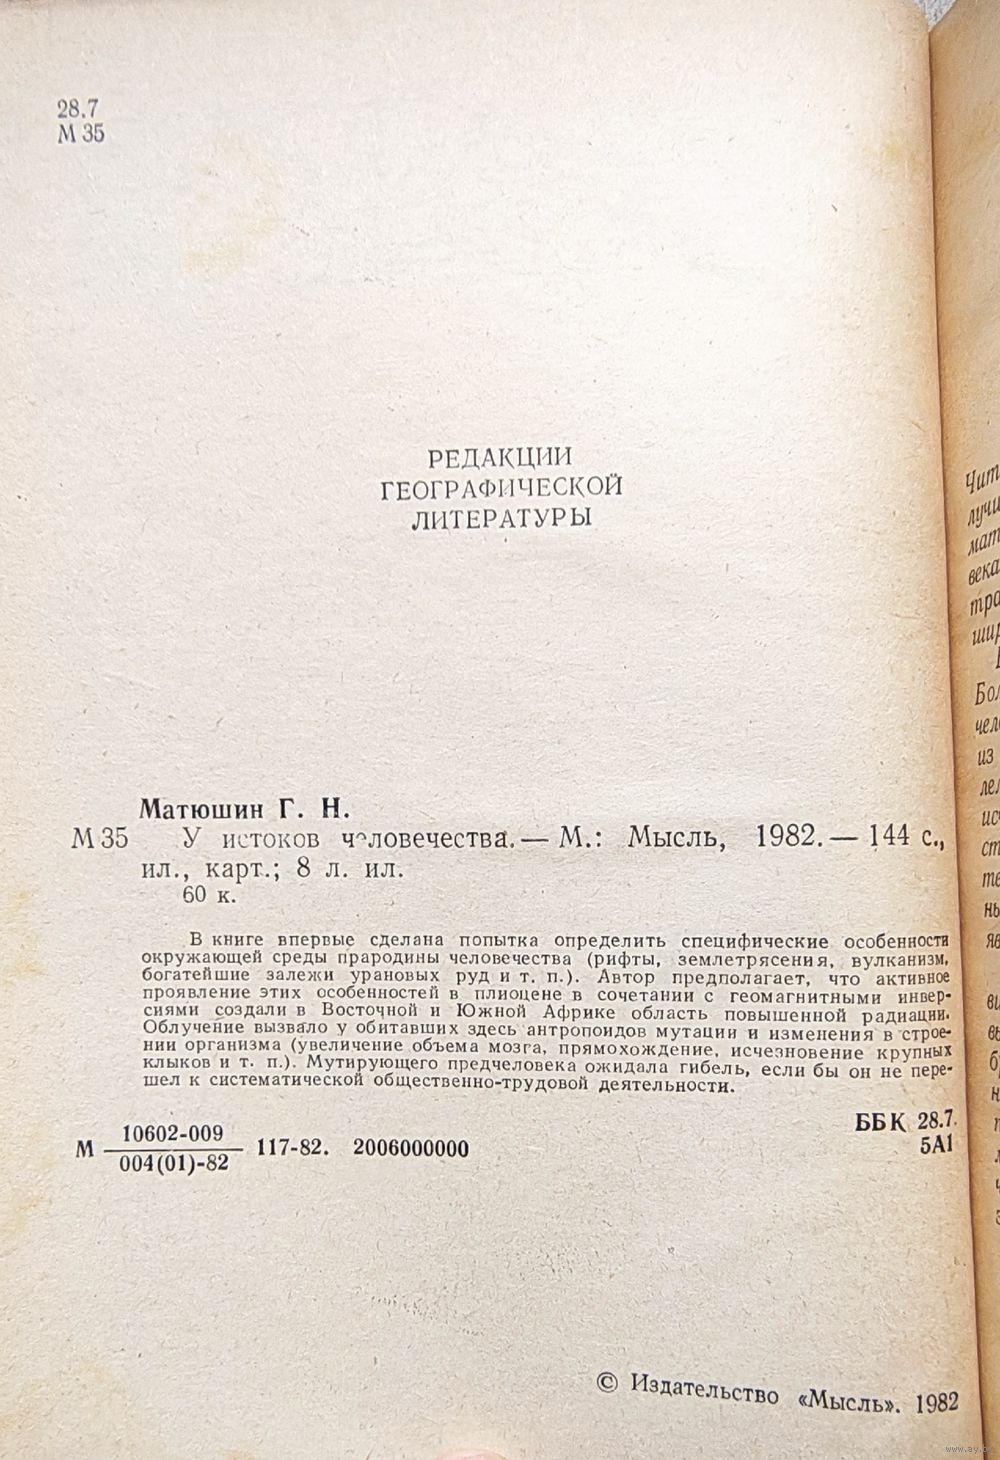 28.7
М 35
РЕДАКЦИИ
ГЕОГРАФИЧЕСКОЙ
ЛИТЕРАТУРЫ
Матюшин Г. Н.
М 35 У истоков человечества. — М.: Мысль, 1982. — 144 с.,
ил., карт.; 8 л. ил.
60 к.
В книге впервые сделана попытка определить специфические особенности
окружающей среды прародины человечества (рифты, землетрясения, вулканизм,
богатейшие залежи урановых руд и т. п.). Автор предполагает, что активное
проявление этих особенностей в плиоцене в сочетании с геомагнитными инвер-
сиями создали в Восточной и Южной Африке область повышенной радиации.
Облучение вызвало у обитавших здесь антропоидов мутации и изменения в строе-
нии организма (увеличение объема мозга, прямохождение, исчезновение крупных
клыков и т. п.). Мутирующего предчеловека ожидала гибель, если бы он не пере-
шел к систематической общественно-трудовой деятельности.
М 10602-009 / 004(01)-82 117-82. 2006000000
ББК 28.7.
5А1
© Издательство «Мысль». 1982
из